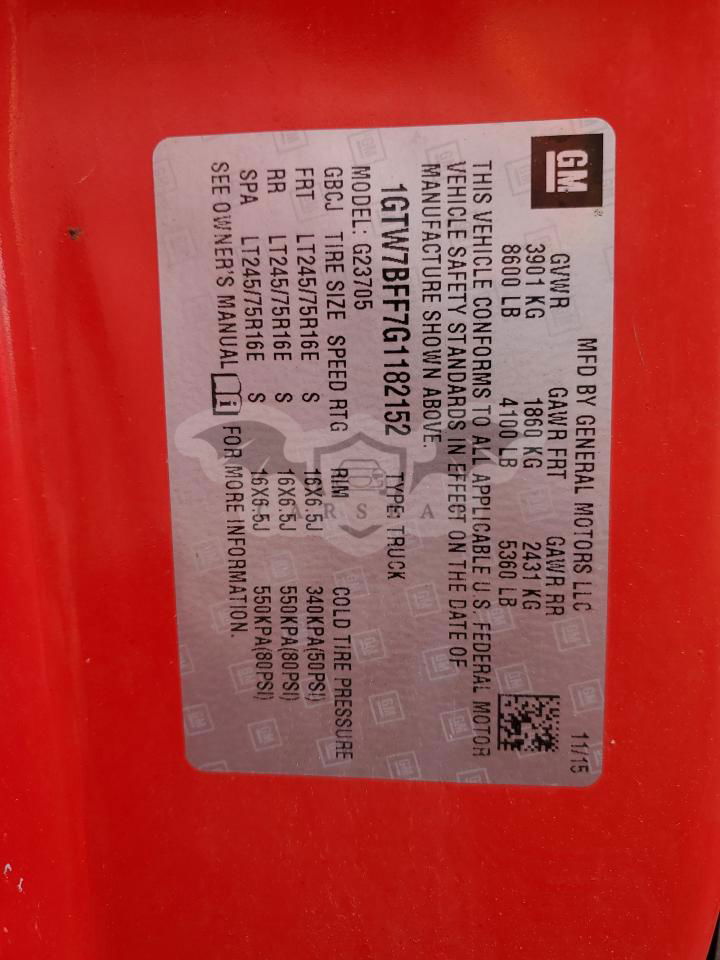 GM
MFD BY GENERAL MOTORS LLC 11/15
GVWR GAWR FRT GAWR RR
3901 KG 1860 KG 2431 KG
8600 LB 4100 LB 5360 LB
THIS VEHICLE CONFORMS TO ALL APPLICABLE U.S. FEDERAL MOTOR
VEHICLE SAFETY STANDARDS IN EFFECT ON THE DATE OF
MANUFACTURE SHOWN ABOVE.
1GTW7BFF7G1182152 TYPE: TRUCK
MODEL: G23705
GBCJ TIRE SIZE SPEED RTG RIM COLD TIRE PRESSURE
FRT LT245/75R16E S 16X6.5J 340KPA(50PSI)
RR LT245/75R16E S 16X6.5J 550KPA(80PSI)
SPA LT245/75R16E S 16X6.5J 550KPA(80PSI)
SEE OWNER'S MANUAL i FOR MORE INFORMATION.